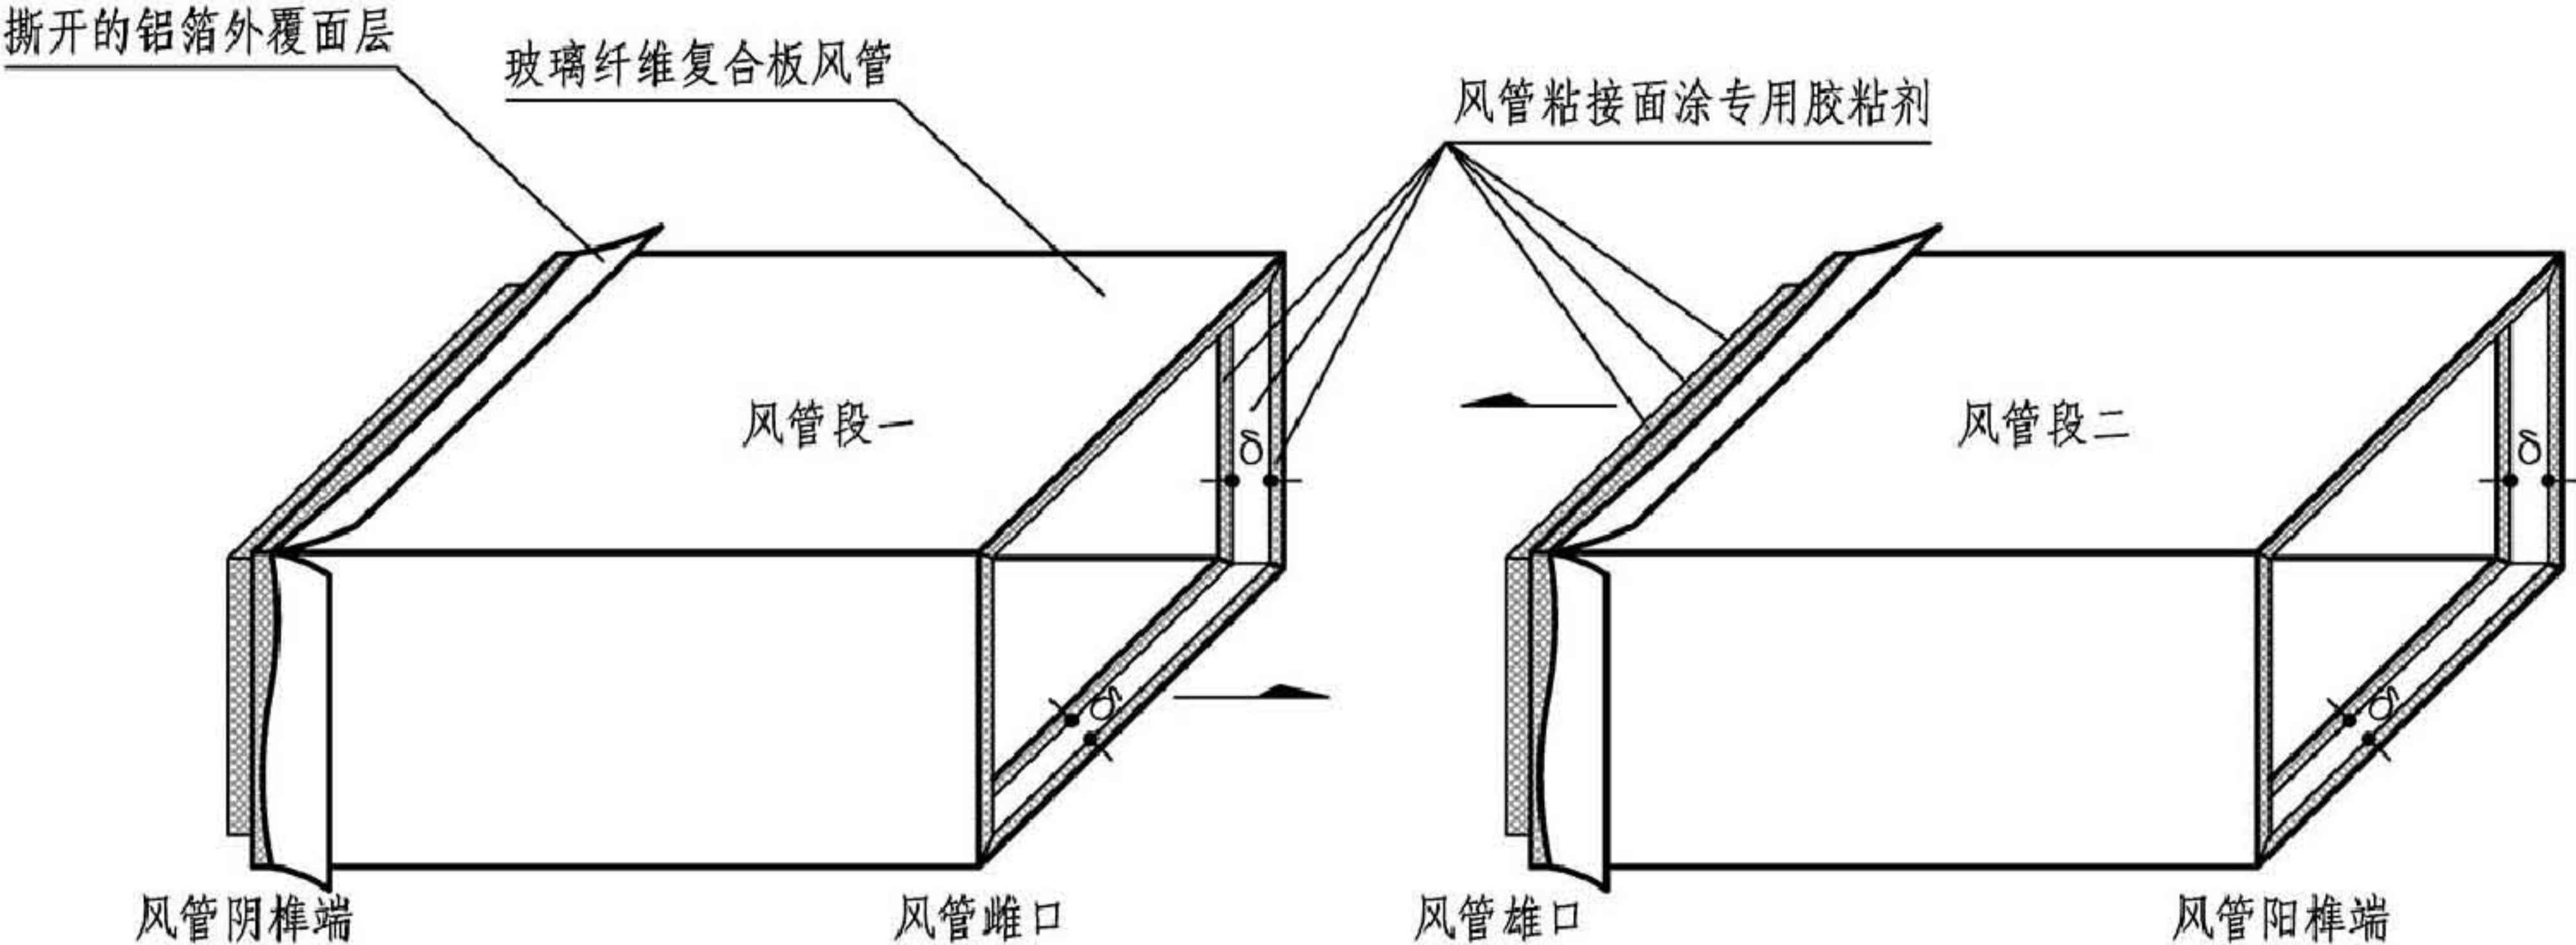 撕开的铝箔外覆面层
玻璃纤维复合板风管
风管粘接面涂专用胶粘剂
风管段一
δ
δ
风管段二
δ
δ
风管阴榫端
风管雌口
风管雄口
风管阳榫端